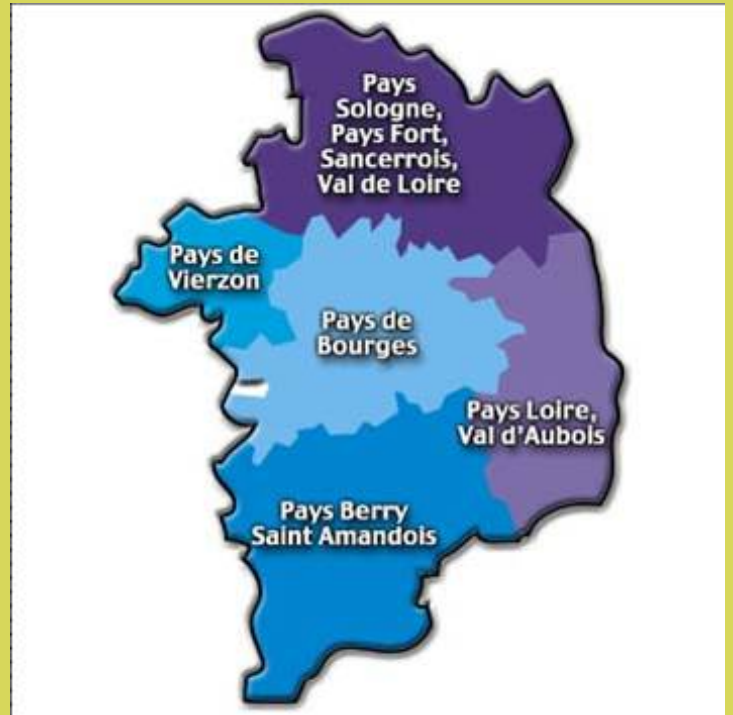 Pays
Sologne,
Pays Fort,
Sancerrois,
Val de Loire
Pays de
Vierzon
Pays de
Bourges
Pays Loire,
Val d'Aubois
Pays Berry
Saint Amandois